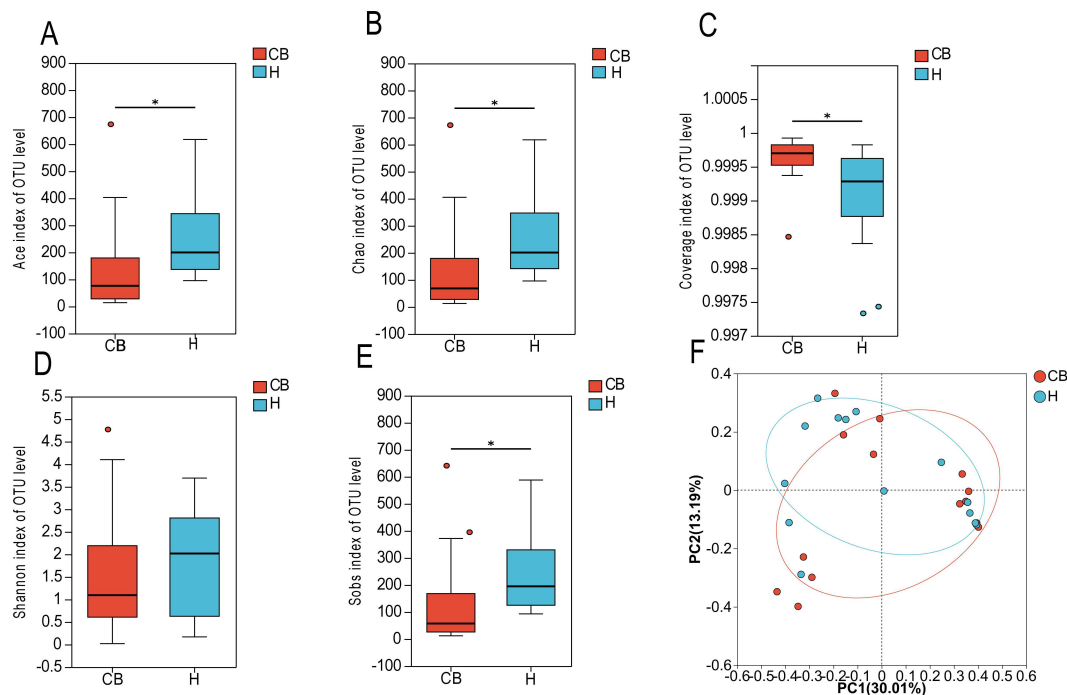 A
CB
H
900
800
700
600
500
400
300
200
100
0
-100
Ace index of OTU level
*
CB
H
B
CB
H
900
800
700
600
500
400
300
200
100
0
-100
Chao index of OTU level
*
CB
H
C
CB
H
1.0005
1
0.9995
0.999
0.9985
0.998
0.9975
0.997
Coverage index of OTU level
*
CB
H
D
CB
H
5.5
5
4.5
4
3.5
3
2.5
2
1.5
1
0.5
0
-0.5
Shannon index of OTU level
CB
H
E
CB
H
900
800
700
600
500
400
300
200
100
0
-100
Sobs index of OTU level
*
CB
H
F
CB
H
0.4
0.2
0
-0.2
-0.4
-0.6
PC2(13.19%)
-0.6 -0.5 -0.4 -0.3 -0.2 -0.1 0 0.1 0.2 0.3 0.4 0.5 0.6
PC1(30.01%)